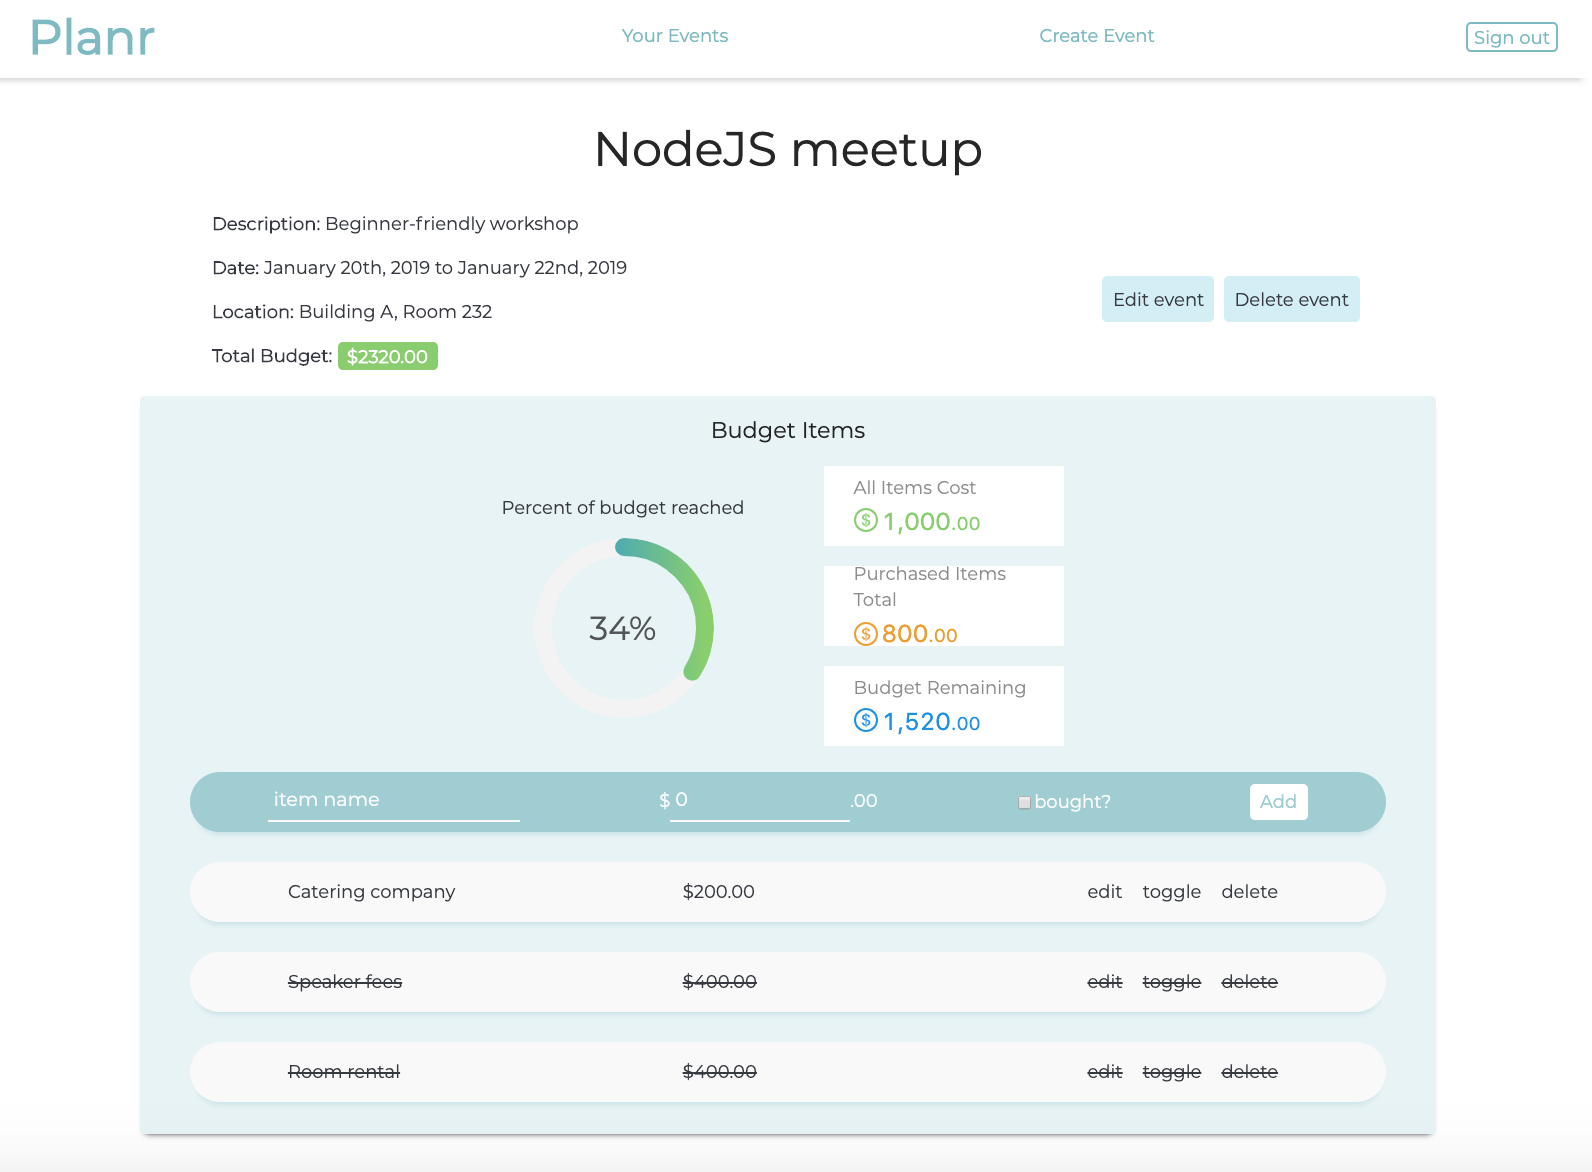 Planr
Your Events
Create Event
Sign out
NodeJS meetup
Description: Beginner-friendly workshop
Date: January 20th, 2019 to January 22nd, 2019
Location: Building A, Room 232
Total Budget: $2320.00
Edit event
Delete event
Budget Items
Percent of budget reached
34%
All Items Cost
$ 1,000.00
Purchased Items
Total
$ 800.00
Budget Remaining
$ 1,520.00
item name $ 0 .00 bought? Add
Catering company $200.00 edit toggle delete
Speaker fees $400.00 edit toggle delete
Room rental $400.00 edit toggle delete